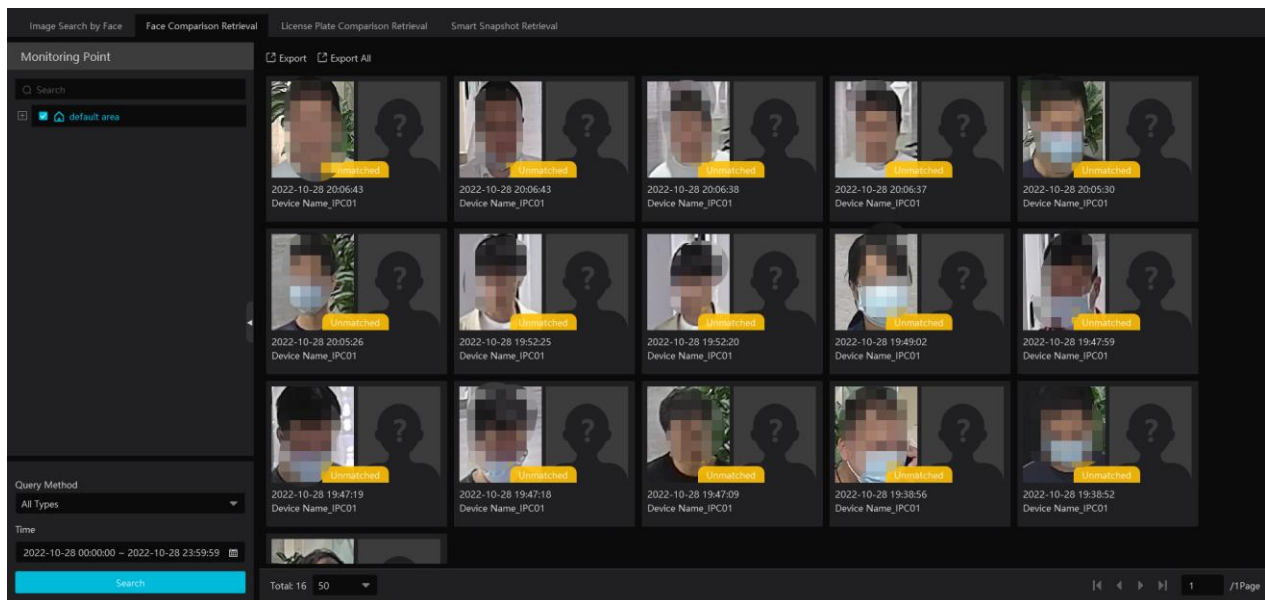 Image Search by Face Face Comparison Retrieval License Plate Comparison Retrieval Smart Snapshot Retrieval
Monitoring Point
Search
default area
Export Export All
Unmatched Unmatched Unmatched Unmatched Unmatched
2022-10-28 20:06:43 2022-10-28 20:06:43 2022-10-28 20:06:38 2022-10-28 20:06:37 2022-10-28 20:05:30
Device Name_IPC01 Device Name_IPC01 Device Name_IPC01 Device Name_IPC01 Device Name_IPC01
Unmatched Unmatched Unmatched Unmatched Unmatched
2022-10-28 20:05:26 2022-10-28 19:52:25 2022-10-28 19:52:20 2022-10-28 19:49:02 2022-10-28 19:47:59
Device Name_IPC01 Device Name_IPC01 Device Name_IPC01 Device Name_IPC01 Device Name_IPC01
Unmatched Unmatched Unmatched Unmatched Unmatched
2022-10-28 19:47:19 2022-10-28 19:47:18 2022-10-28 19:47:09 2022-10-28 19:38:56 2022-10-28 19:38:52
Device Name_IPC01 Device Name_IPC01 Device Name_IPC01 Device Name_IPC01 Device Name_IPC01
Query Method
All Types
Time
2022-10-28 00:00:00 ~ 2022-10-28 23:59:59
Search
Total: 16 50 1 /1Page